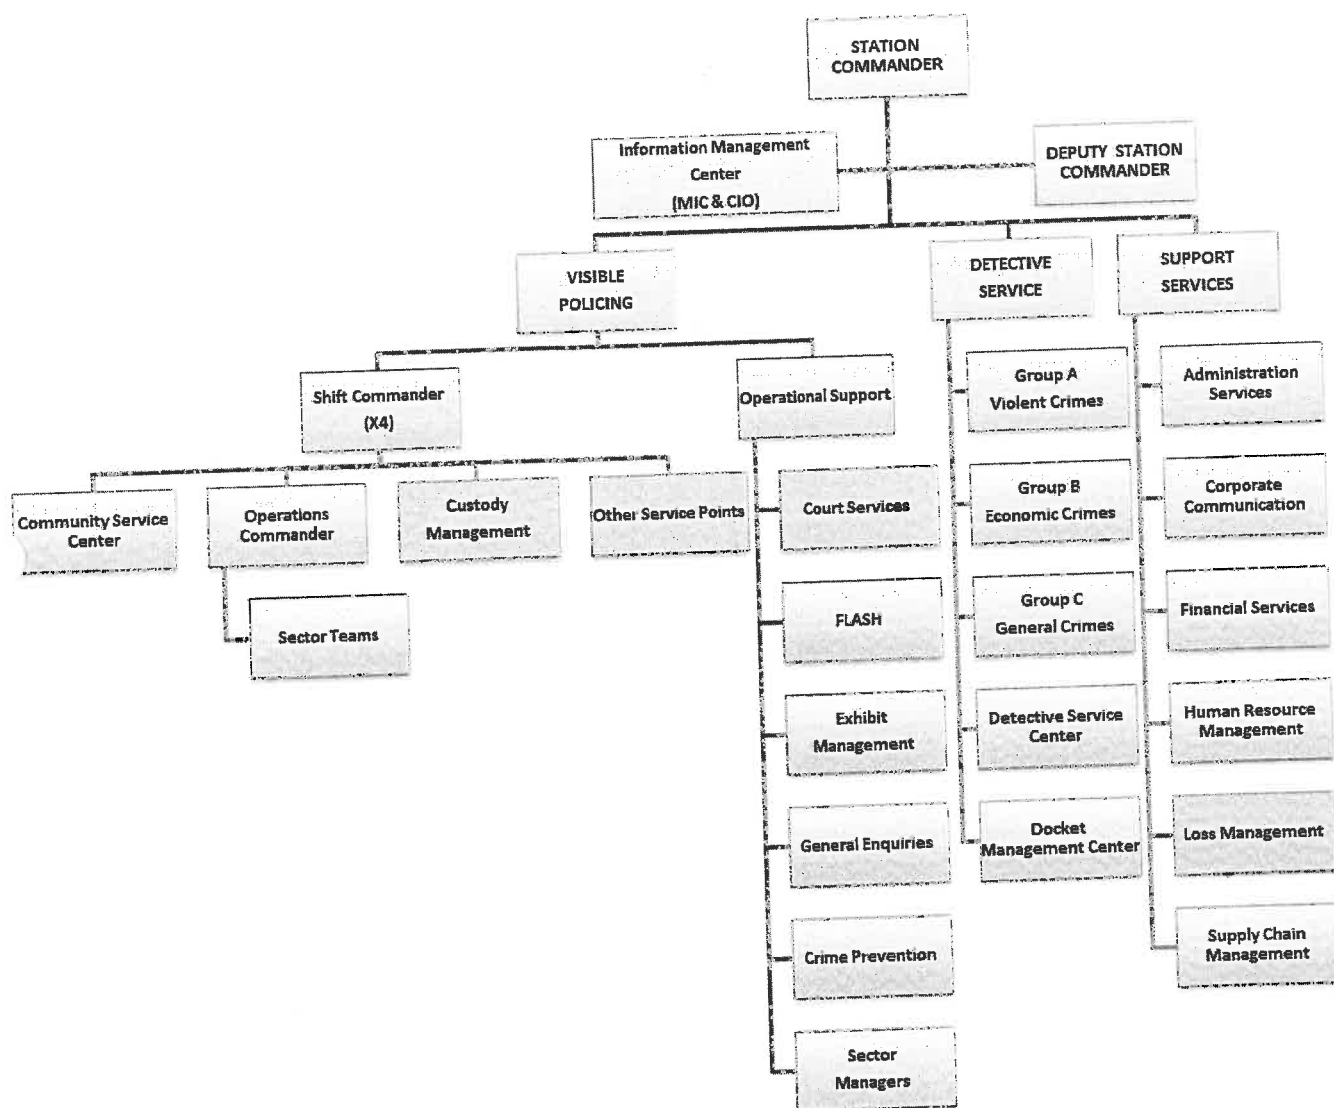 STATION
COMMANDER
Information Management
Center
(MIC & CIO)
DEPUTY STATION
COMMANDER
VISIBLE
POLICING
DETECTIVE
SERVICE
SUPPORT
SERVICES
Shift Commander
(X4)
Operational Support
Group A
Violent Crimes
Administration
Services
Community Service
Center
Operations
Commander
Custody
Management
Other Service Points
Court Services
Group B
Economic Crimes
Corporate
Communication
Sector Teams
FLASH
Group C
General Crimes
Financial Services
Exhibit
Management
Detective Service
Center
Human Resource
Management
General Enquiries
Docket
Management Center
Loss Management
Crime Prevention
Supply Chain
Management
Sector
Managers